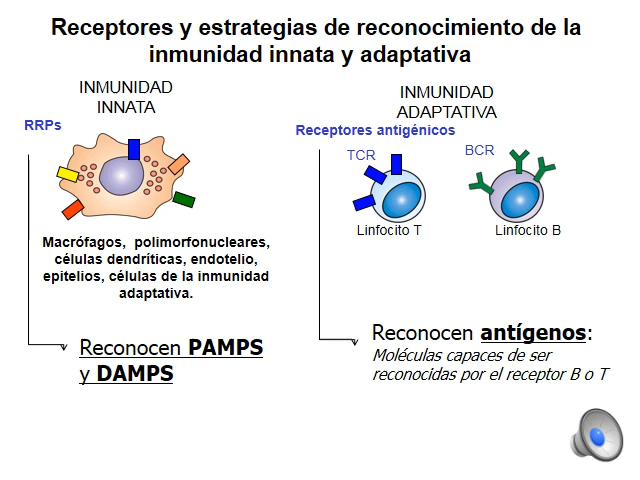 Receptores y estrategias de reconocimiento de la
inmunidad innata y adaptativa
INMUNIDAD
INNATA
RRPs
Macrófagos, polimorfonucleares,
células dendríticas, endotelio,
epitelios, células de la inmunidad
adaptativa.
Reconocen PAMPS
y DAMPS
INMUNIDAD
ADAPTATIVA
Receptores antigénicos
TCR
BCR
Linfocito T
Linfocito B
Reconocen antígenos:
Moléculas capaces de ser
reconocidas por el receptor B o T